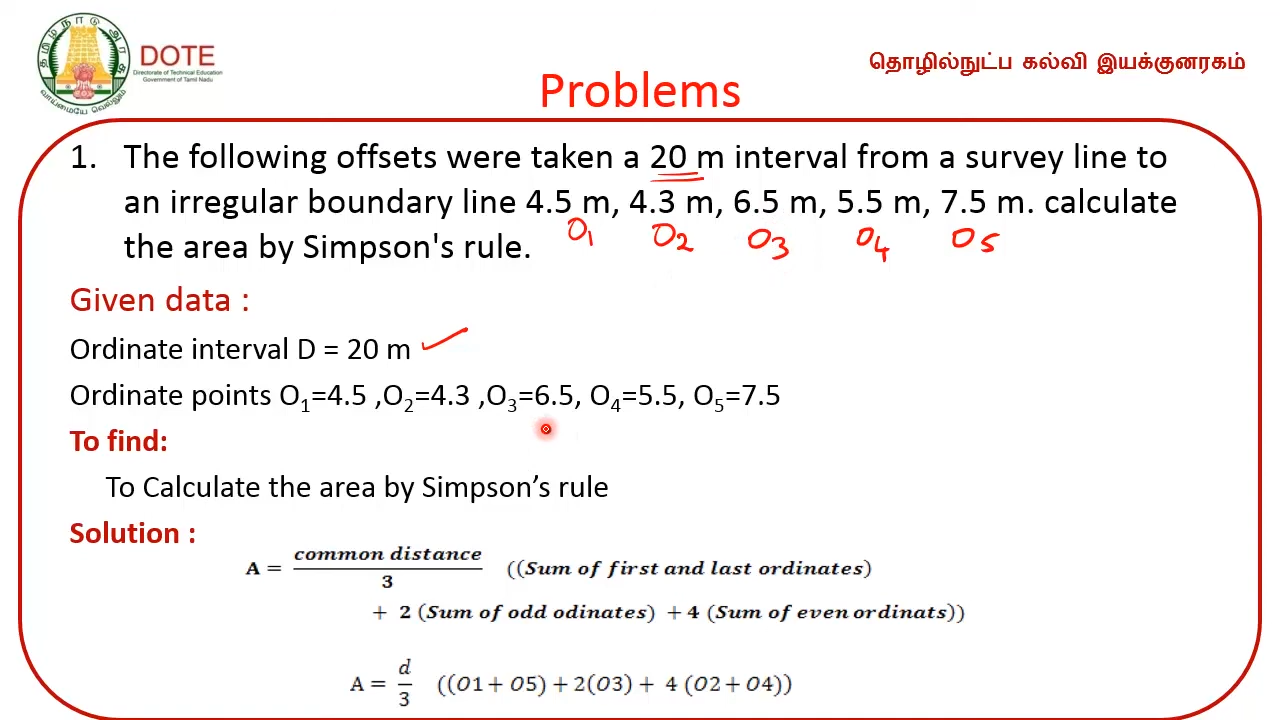 தமிழ்நாடு அரசு
வாய்மையே வெல்லும்
DOTE
Directorate of Technical Education
Government of Tamil Nadu
தொழில்நுட்ப கல்வி இயக்குனரகம்
Problems
1. The following offsets were taken a 20 m interval from a survey line to
an irregular boundary line 4.5 m, 4.3 m, 6.5 m, 5.5 m, 7.5 m. calculate
O1 O2 O3 O4 O5
the area by Simpson's rule.
Given data :
Ordinate interval D = 20 m
Ordinate points O₁=4.5 ,O₂=4.3 ,O₃=6.5, O₄=5.5, O₅=7.5
To find:
To Calculate the area by Simpson’s rule
Solution :
A = common distance/3 ((Sum of first and last ordinates)
+ 2 (Sum of odd odinates) +4 (Sum of even ordinats))
A = d/3 ((O1+ O5) +2(O3) + 4 (O2+ O4))